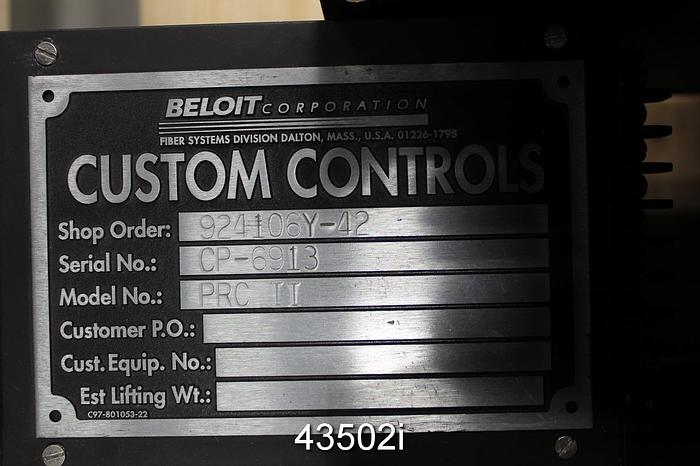 BELOIT CORPORATION
FIBER SYSTEMS DIVISION DALTON, MASS., U.S.A. 01226-1795
CUSTOM CONTROLS
Shop Order: 924106Y-42
Serial No.: CP-6913
Model No.: PRC II
Customer P.O.:
Cust. Equip. No.:
Est Lifting Wt.:
C97-801053-22
43502i